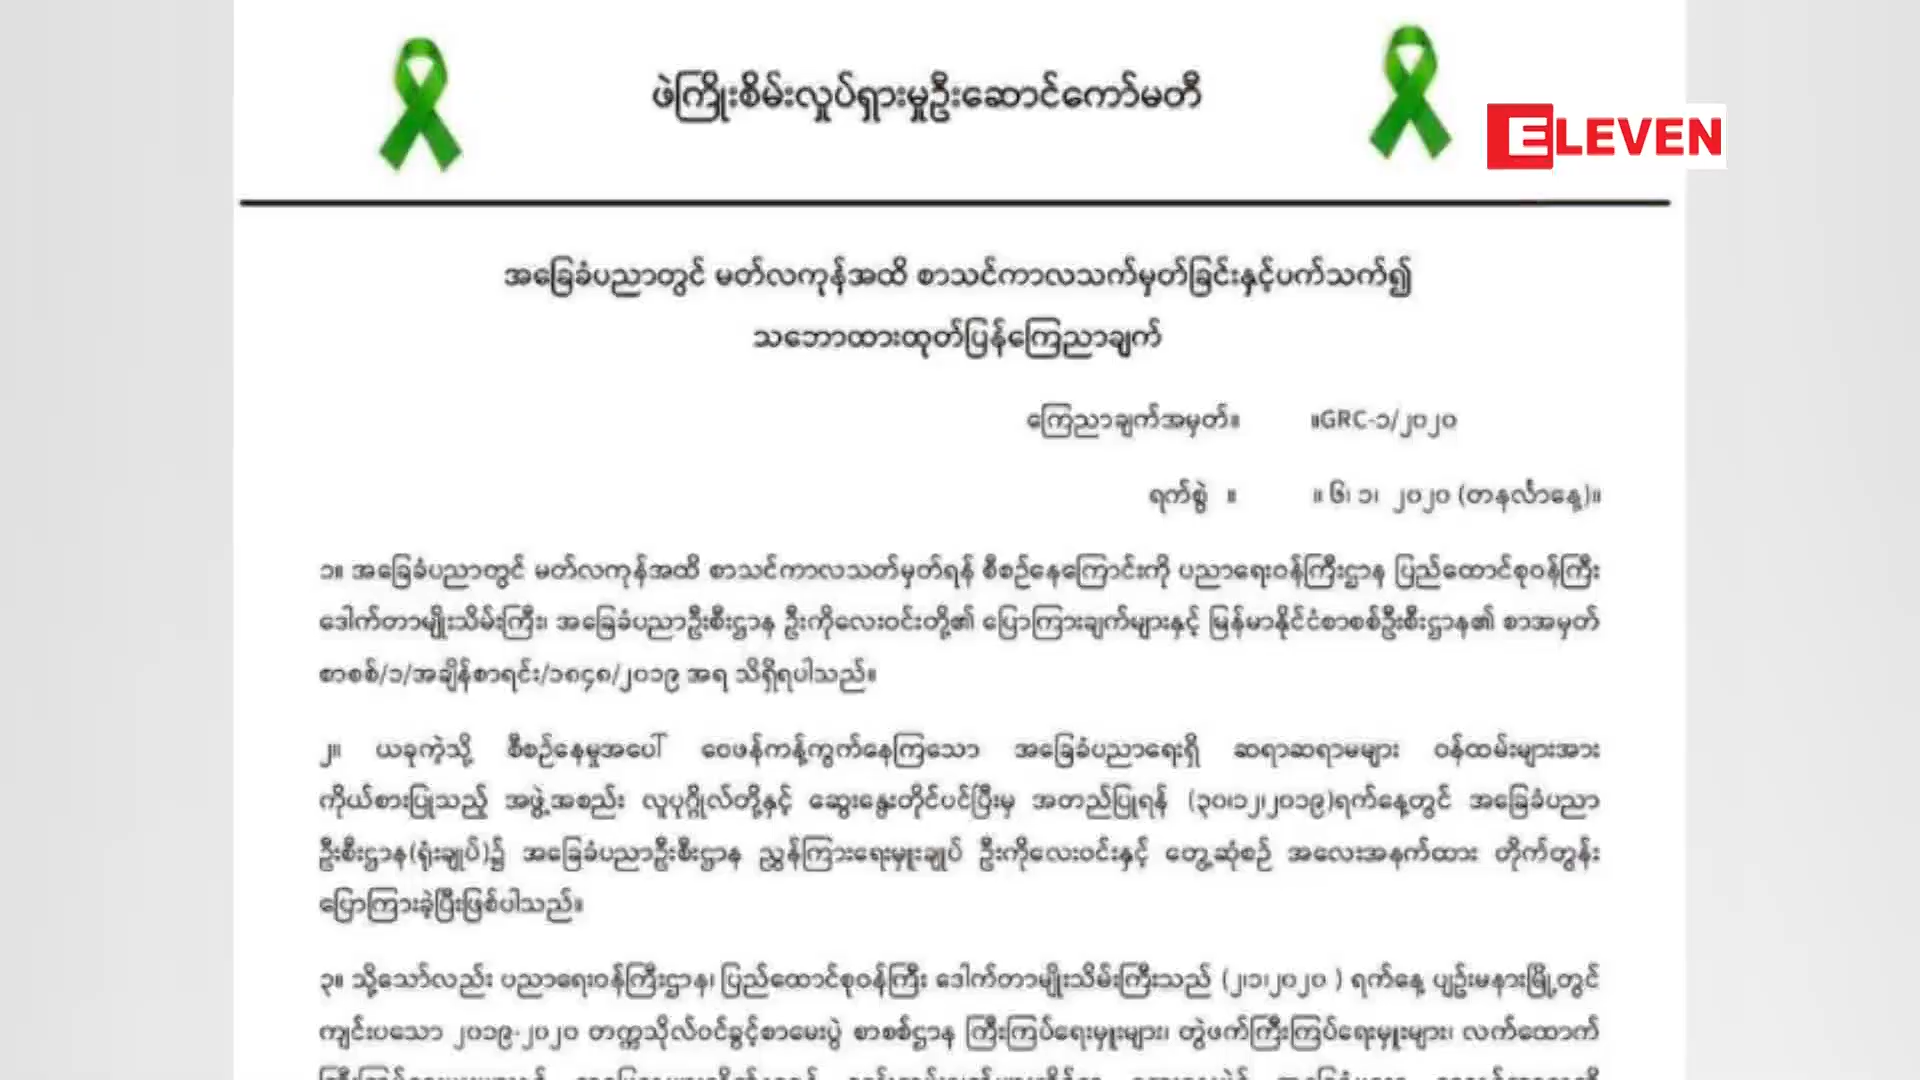 ဖဲကြိုးစိမ်းလှုပ်ရှားမှုဦးဆောင်ကော်မတီ
ELEVEN
အခြေခံပညာတွင် မတ်လကုန်အထိ စာသင်ကာလသက်မှတ်ခြင်းနှင့်ပက်သက်၍
သဘောထားထုတ်ပြန်ကြေညာချက်
ကြေညာချက်အမှတ်။ ။GRC-၁/၂၀၂၀
ရက်စွဲ ။ ။ ၆၊ ၁၊ ၂၀၂၀ (တနင်္လာနေ့)။
၁။ အခြေခံပညာတွင် မတ်လကုန်အထိ စာသင်ကာလသတ်မှတ်ရန် စီစဉ်နေကြောင်းကို ပညာရေးဝန်ကြီးဌာန ပြည်ထောင်စုဝန်ကြီး
ဒေါက်တာမျိုးသိမ်းကြီး၊ အခြေခံပညာဦးစီးဌာန ဦးကိုလေးဝင်းတို့၏ ပြောကြားချက်များနှင့် မြန်မာနိုင်ငံစာစစ်ဦးစီးဌာန၏ စာအမှတ်
စာစစ်/၁/အချိန်စာရင်း/၁၈၄၈/၂၀၁၉ အရ သိရှိရပါသည်။
၂။ ယခုကဲ့သို့ စီစဉ်နေမှုအပေါ် ဝေဖန်ကန့်ကွက်နေကြသော အခြေခံပညာရေးရှိ ဆရာဆရာမများ ဝန်ထမ်းများအား
ကိုယ်စားပြုသည့် အဖွဲ့အစည်း လူပုဂ္ဂိုလ်တို့နှင့် ဆွေးနွေးတိုင်ပင်ပြီးမှ အတည်ပြုရန် (၃၀၊၁၂၊၂၀၁၉)ရက်နေ့တွင် အခြေခံပညာ
ဦးစီးဌာန(ရုံးချုပ်)၌ အခြေခံပညာဦးစီးဌာန ညွှန်ကြားရေးမှူးချုပ် ဦးကိုလေးဝင်းနှင့် တွေ့ဆုံစဉ် အလေးအနက်ထား တိုက်တွန်း
ပြောကြားခဲ့ပြီးဖြစ်ပါသည်။
၃။ သို့သော်လည်း ပညာရေးဝန်ကြီးဌာန၊ ပြည်ထောင်စုဝန်ကြီး ဒေါက်တာမျိုးသိမ်းကြီးသည် (၂၊၁၊၂၀၂၀ ) ရက်နေ့ ပျဉ်းမနားမြို့တွင်
ကျင်းပသော ၂၀၁၉-၂၀၂၀ တက္ကသိုလ်ဝင်ခွင့်စာမေးပွဲ စာစစ်ဌာန ကြီးကြပ်ရေးမှူးများ၊ တွဲဖက်ကြီးကြပ်ရေးမှူးများ၊ လက်ထောက်